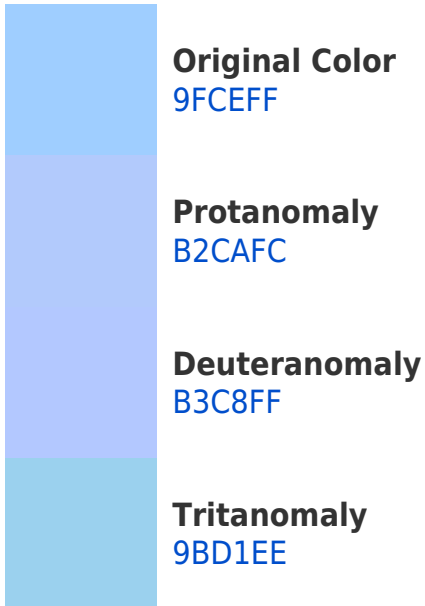 Original Color
9FCEFF
Protanomaly
B2CAFC
Deuteranomaly
B3C8FF
Tritanomaly
9BD1EE